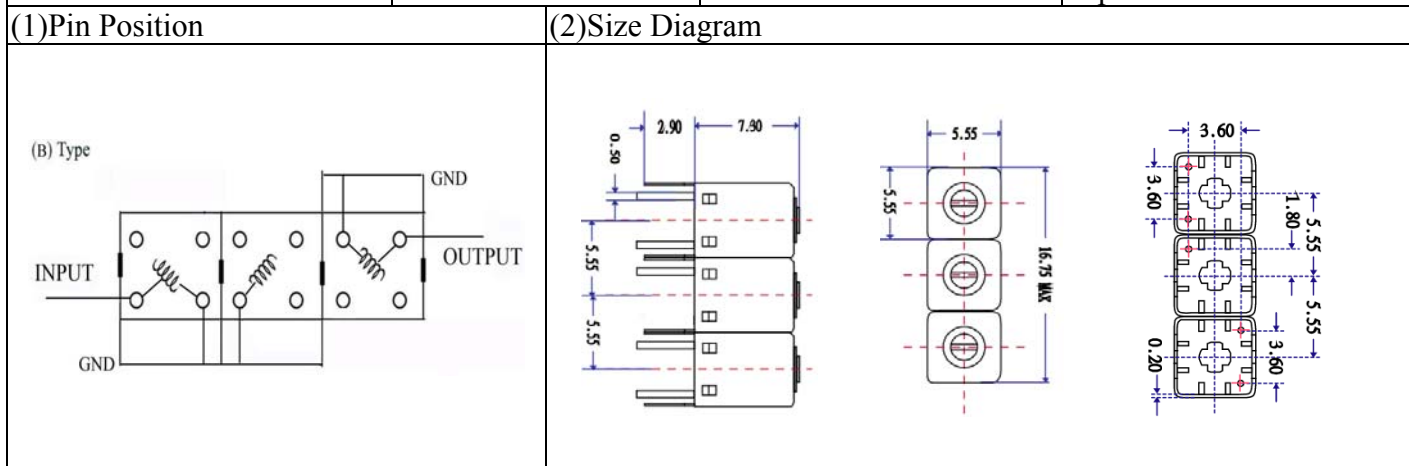 (1)Pin Position
(2)Size Diagram
(B) Type
GND
INPUT
OUTPUT
GND
2.90
7.90
0.50
5.55
5.55
5.55
5.55
16.75 MAX
3.60
3.60
1.80
5.55
5.55
0.20
3.60